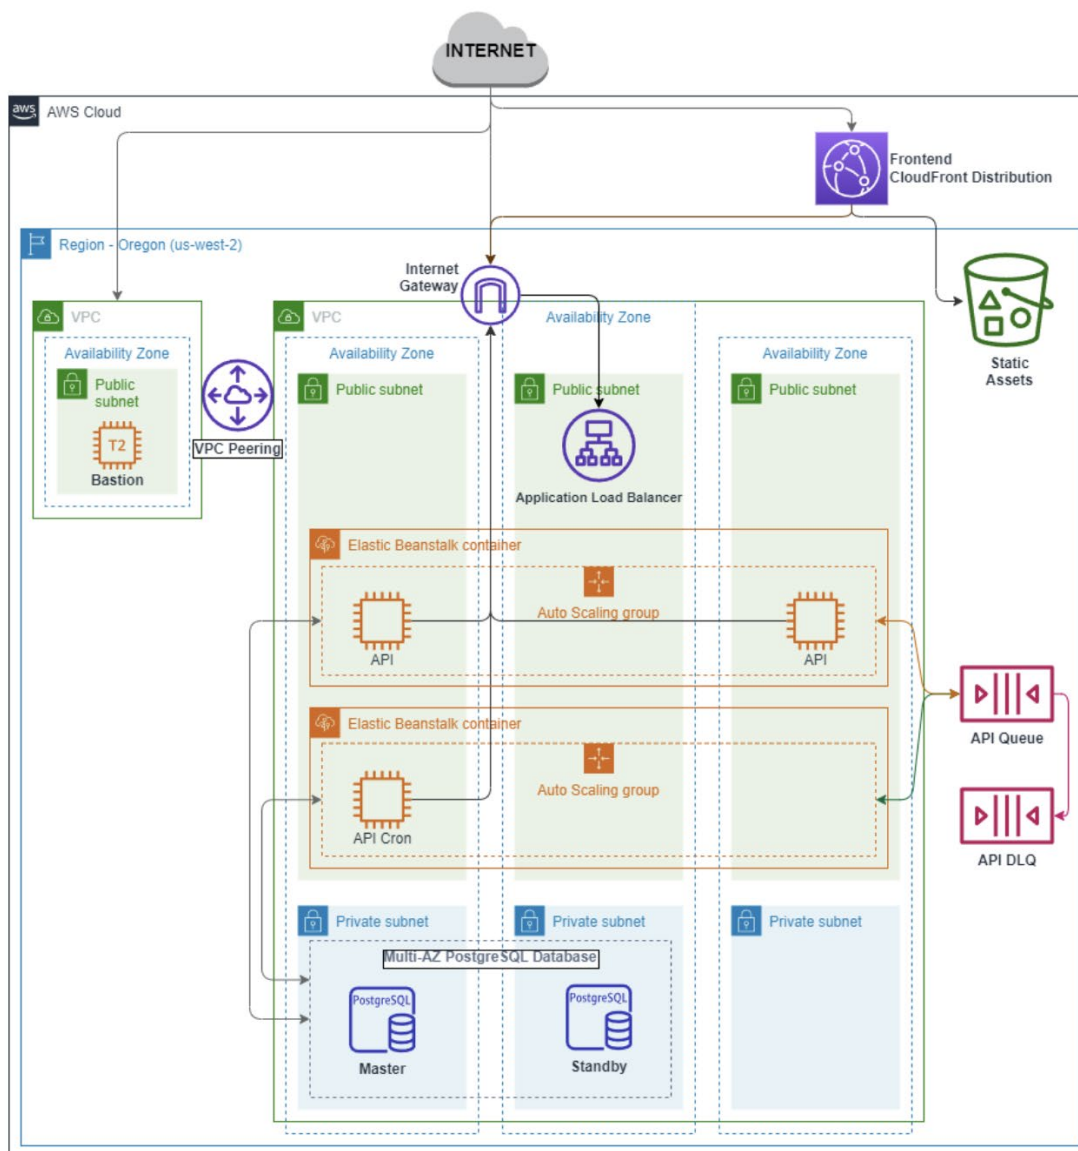 INTERNET
aws
AWS Cloud
Frontend
CloudFront Distribution
Region - Oregon (us-west-2)
Internet
Gateway
VPC
VPC
Availability Zone
Availability Zone
Availability Zone
Availability Zone
Static
Assets
Public
subnet
Public subnet
Public subnet
Public subnet
T2
Bastion
VPC Peering
Application Load Balancer
Elastic Beanstalk container
Auto Scaling group
API
API
API Queue
Elastic Beanstalk container
Auto Scaling group
API Cron
API DLQ
Private subnet
Private subnet
Private subnet
Multi-AZ PostgreSQL Database
PostgreSQL
PostgreSQL
Master
Standby